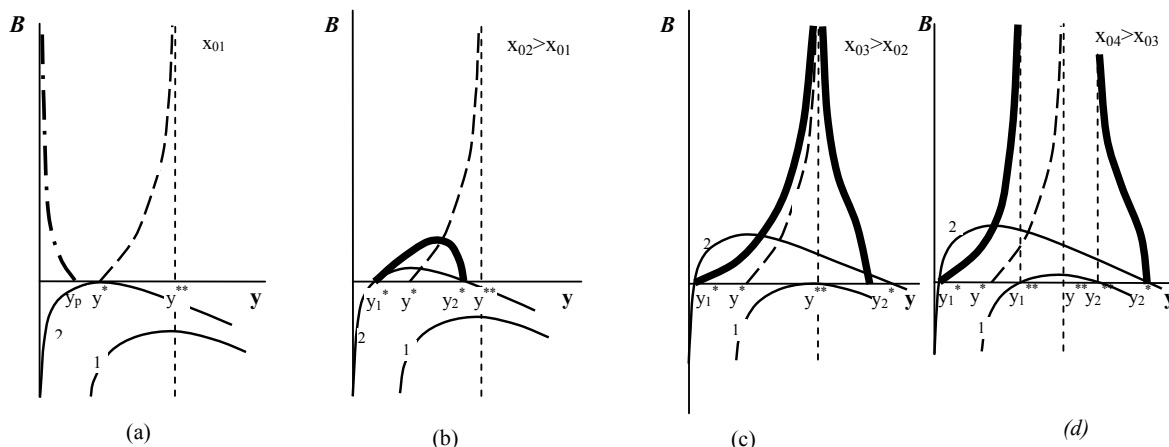 B
x₀₁
2
1
yₚ y* y** y
(a)
B
x₀₂>x₀₁
2
1
y₁* y* y₂* y** y
(b)
B
x₀₃>x₀₂
2
1
y₁* y* y** y₂* y
(c)
B
x₀₄>x₀₃
2
1
y₁* y* y₁** y** y₂** y₂* y
(d)